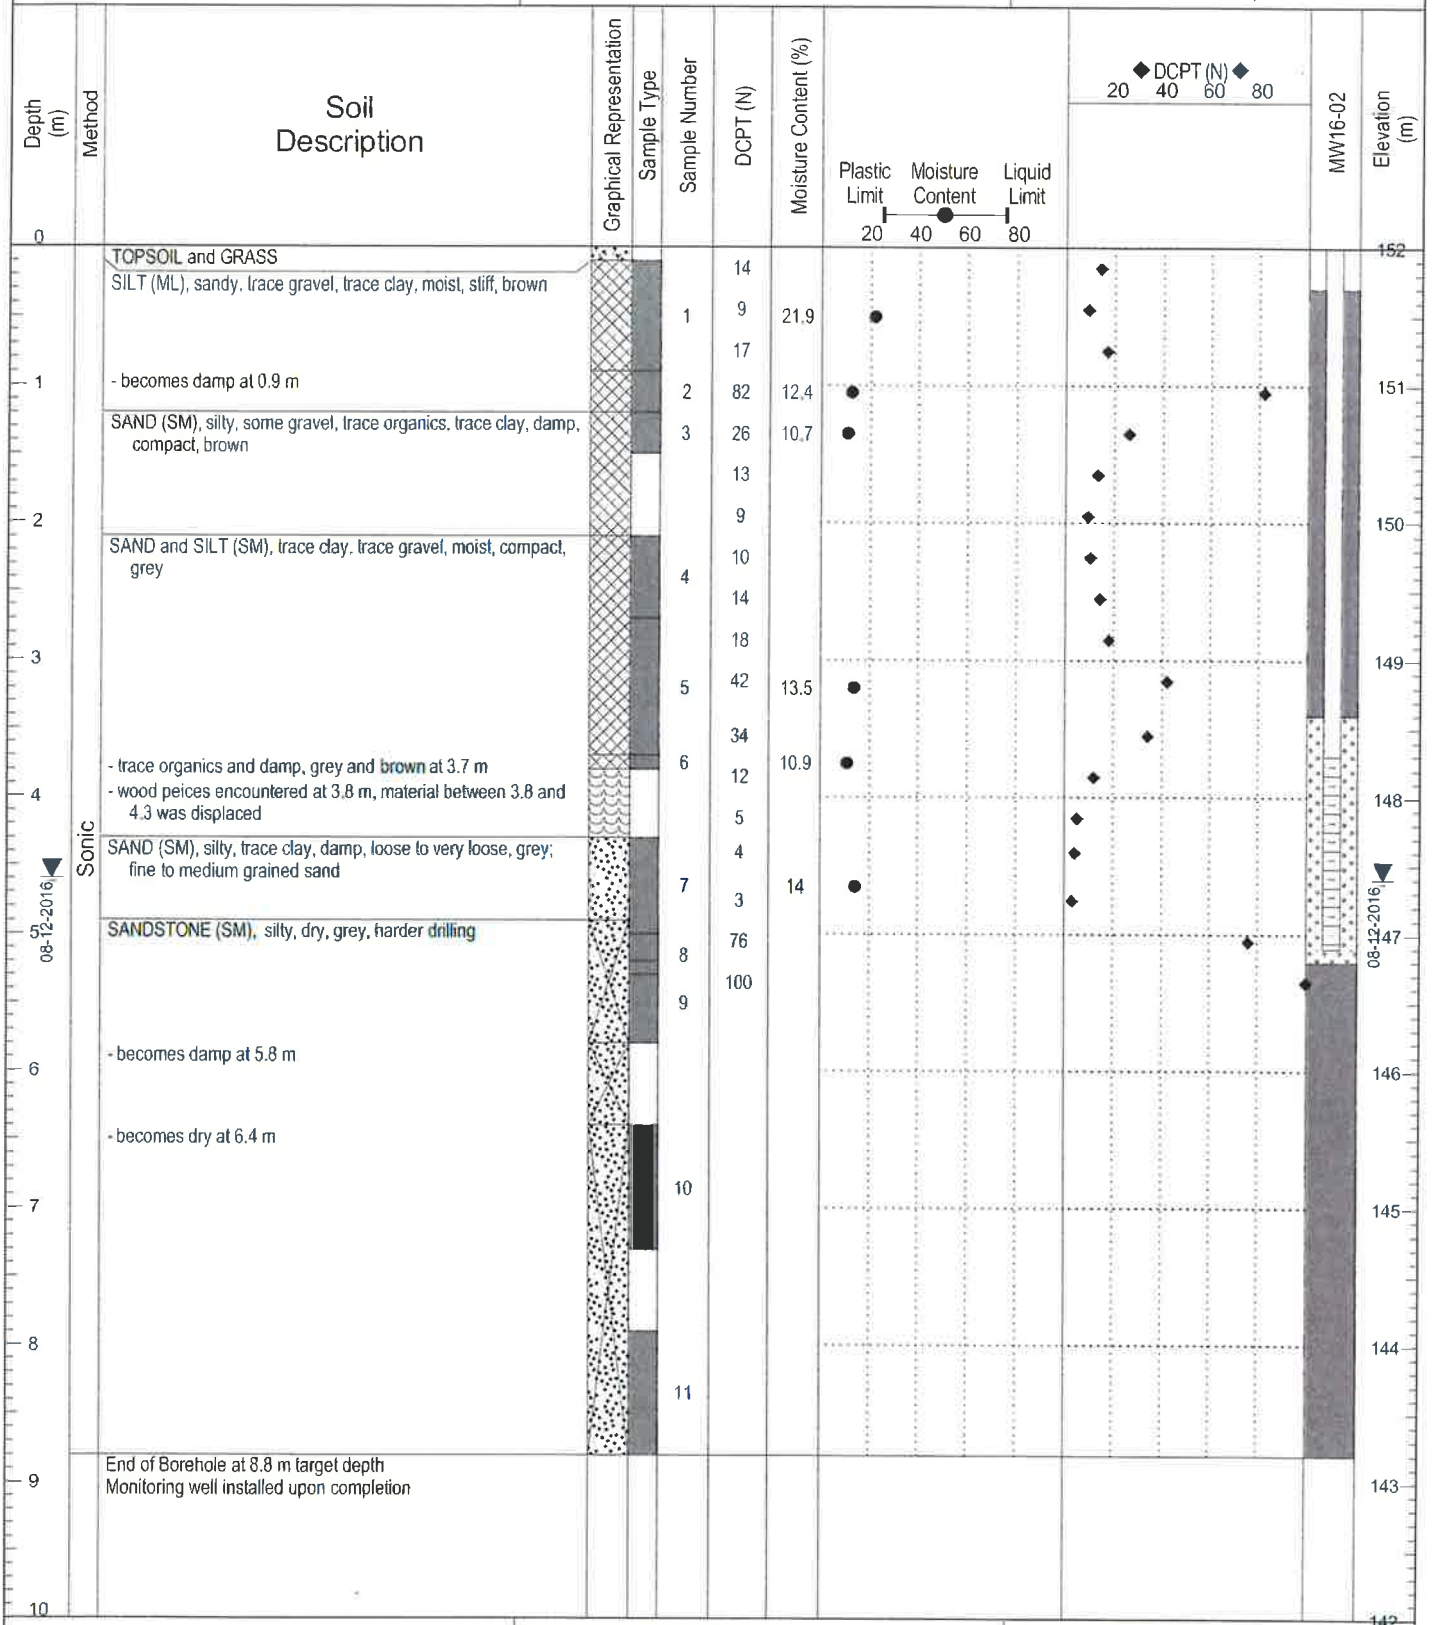 Depth
(m)
Method
Soil
Description
Graphical Representation
Sample Type
Sample Number
DCPT (N)
Moisture Content (%)
Plastic
Limit
Moisture
Content
Liquid
Limit
20 40 60 80
DCPT (N)
20 40 60 80
MW16-02
Elevation
(m)
0
152
TOPSOIL and GRASS
14
SILT (ML), sandy, trace gravel, trace clay, moist, stiff, brown
1 9 21.9
17
1
- becomes damp at 0.9 m
2 82 12.4
151
SAND (SM), silty, some gravel, trace organics, trace clay, damp,
compact, brown
3 26 10.7
13
2
9
150
SAND and SILT (SM), trace clay, trace gravel, moist, compact,
grey
10
4
14
18
3
149
5 42 13.5
34
- trace organics and damp, grey and brown at 3.7 m
6 10.9
12
4
- wood peices encountered at 3.8 m, material between 3.8 and
4.3 was displaced
148
5
Sonic
SAND (SM), silty, trace clay, damp, loose to very loose, grey;
fine to medium grained sand
4
7 14
3
08-12-2016
08-12-2016
5
SANDSTONE (SM), silty, dry, grey, harder drilling
76
147
8
100
9
- becomes damp at 5.8 m
6
146
- becomes dry at 6.4 m
10
7
145
8
144
11
End of Borehole at 8.8 m target depth
Monitoring well installed upon completion
9
143
10
142